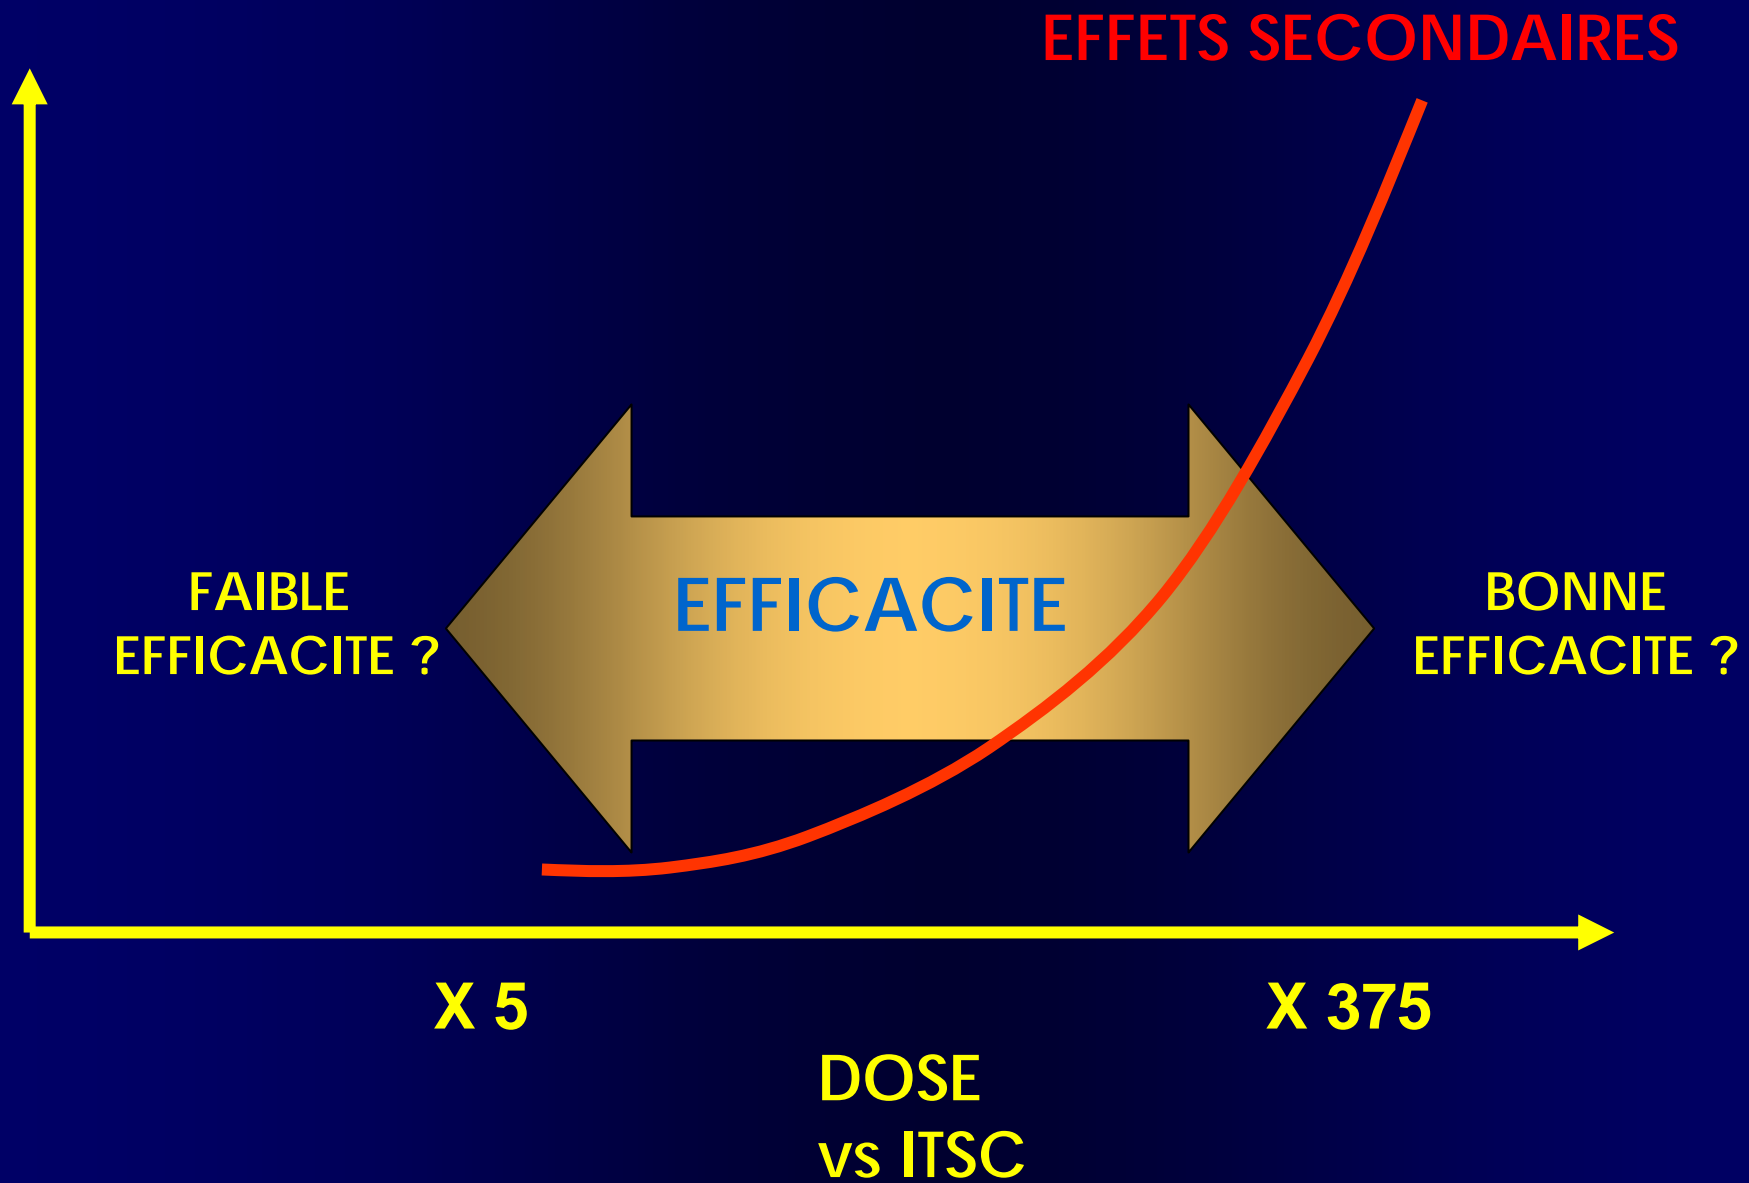 EFFETS SECONDAIRES
FAIBLE
EFFICACITE ?
EFFICACITE
BONNE
EFFICACITE ?
X 5
X 375
DOSE
vs ITSC